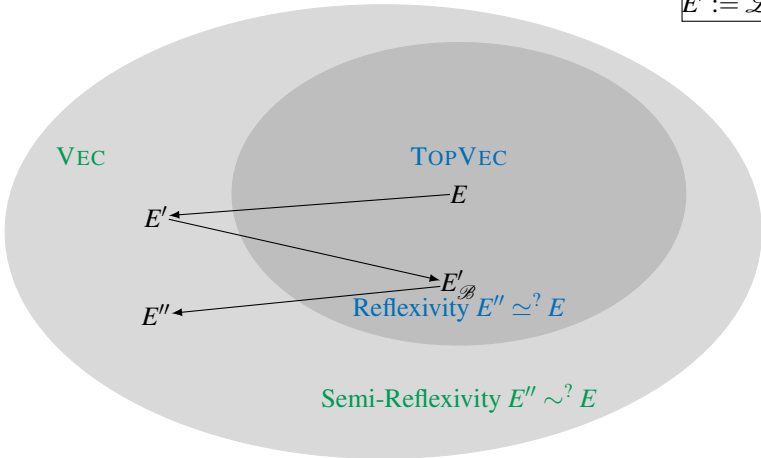 E′ := ℒ
VEC
TOPVEC
E
E′
E′_ℬ
Reflexivity E″ ≃? E
E″
Semi-Reflexivity E″ ∼? E